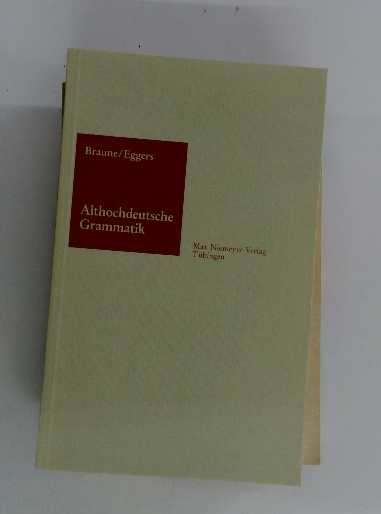 Braune/Eggers
Althochdeutsche
Grammatik
Max Niemeyer Verlag
Tübingen